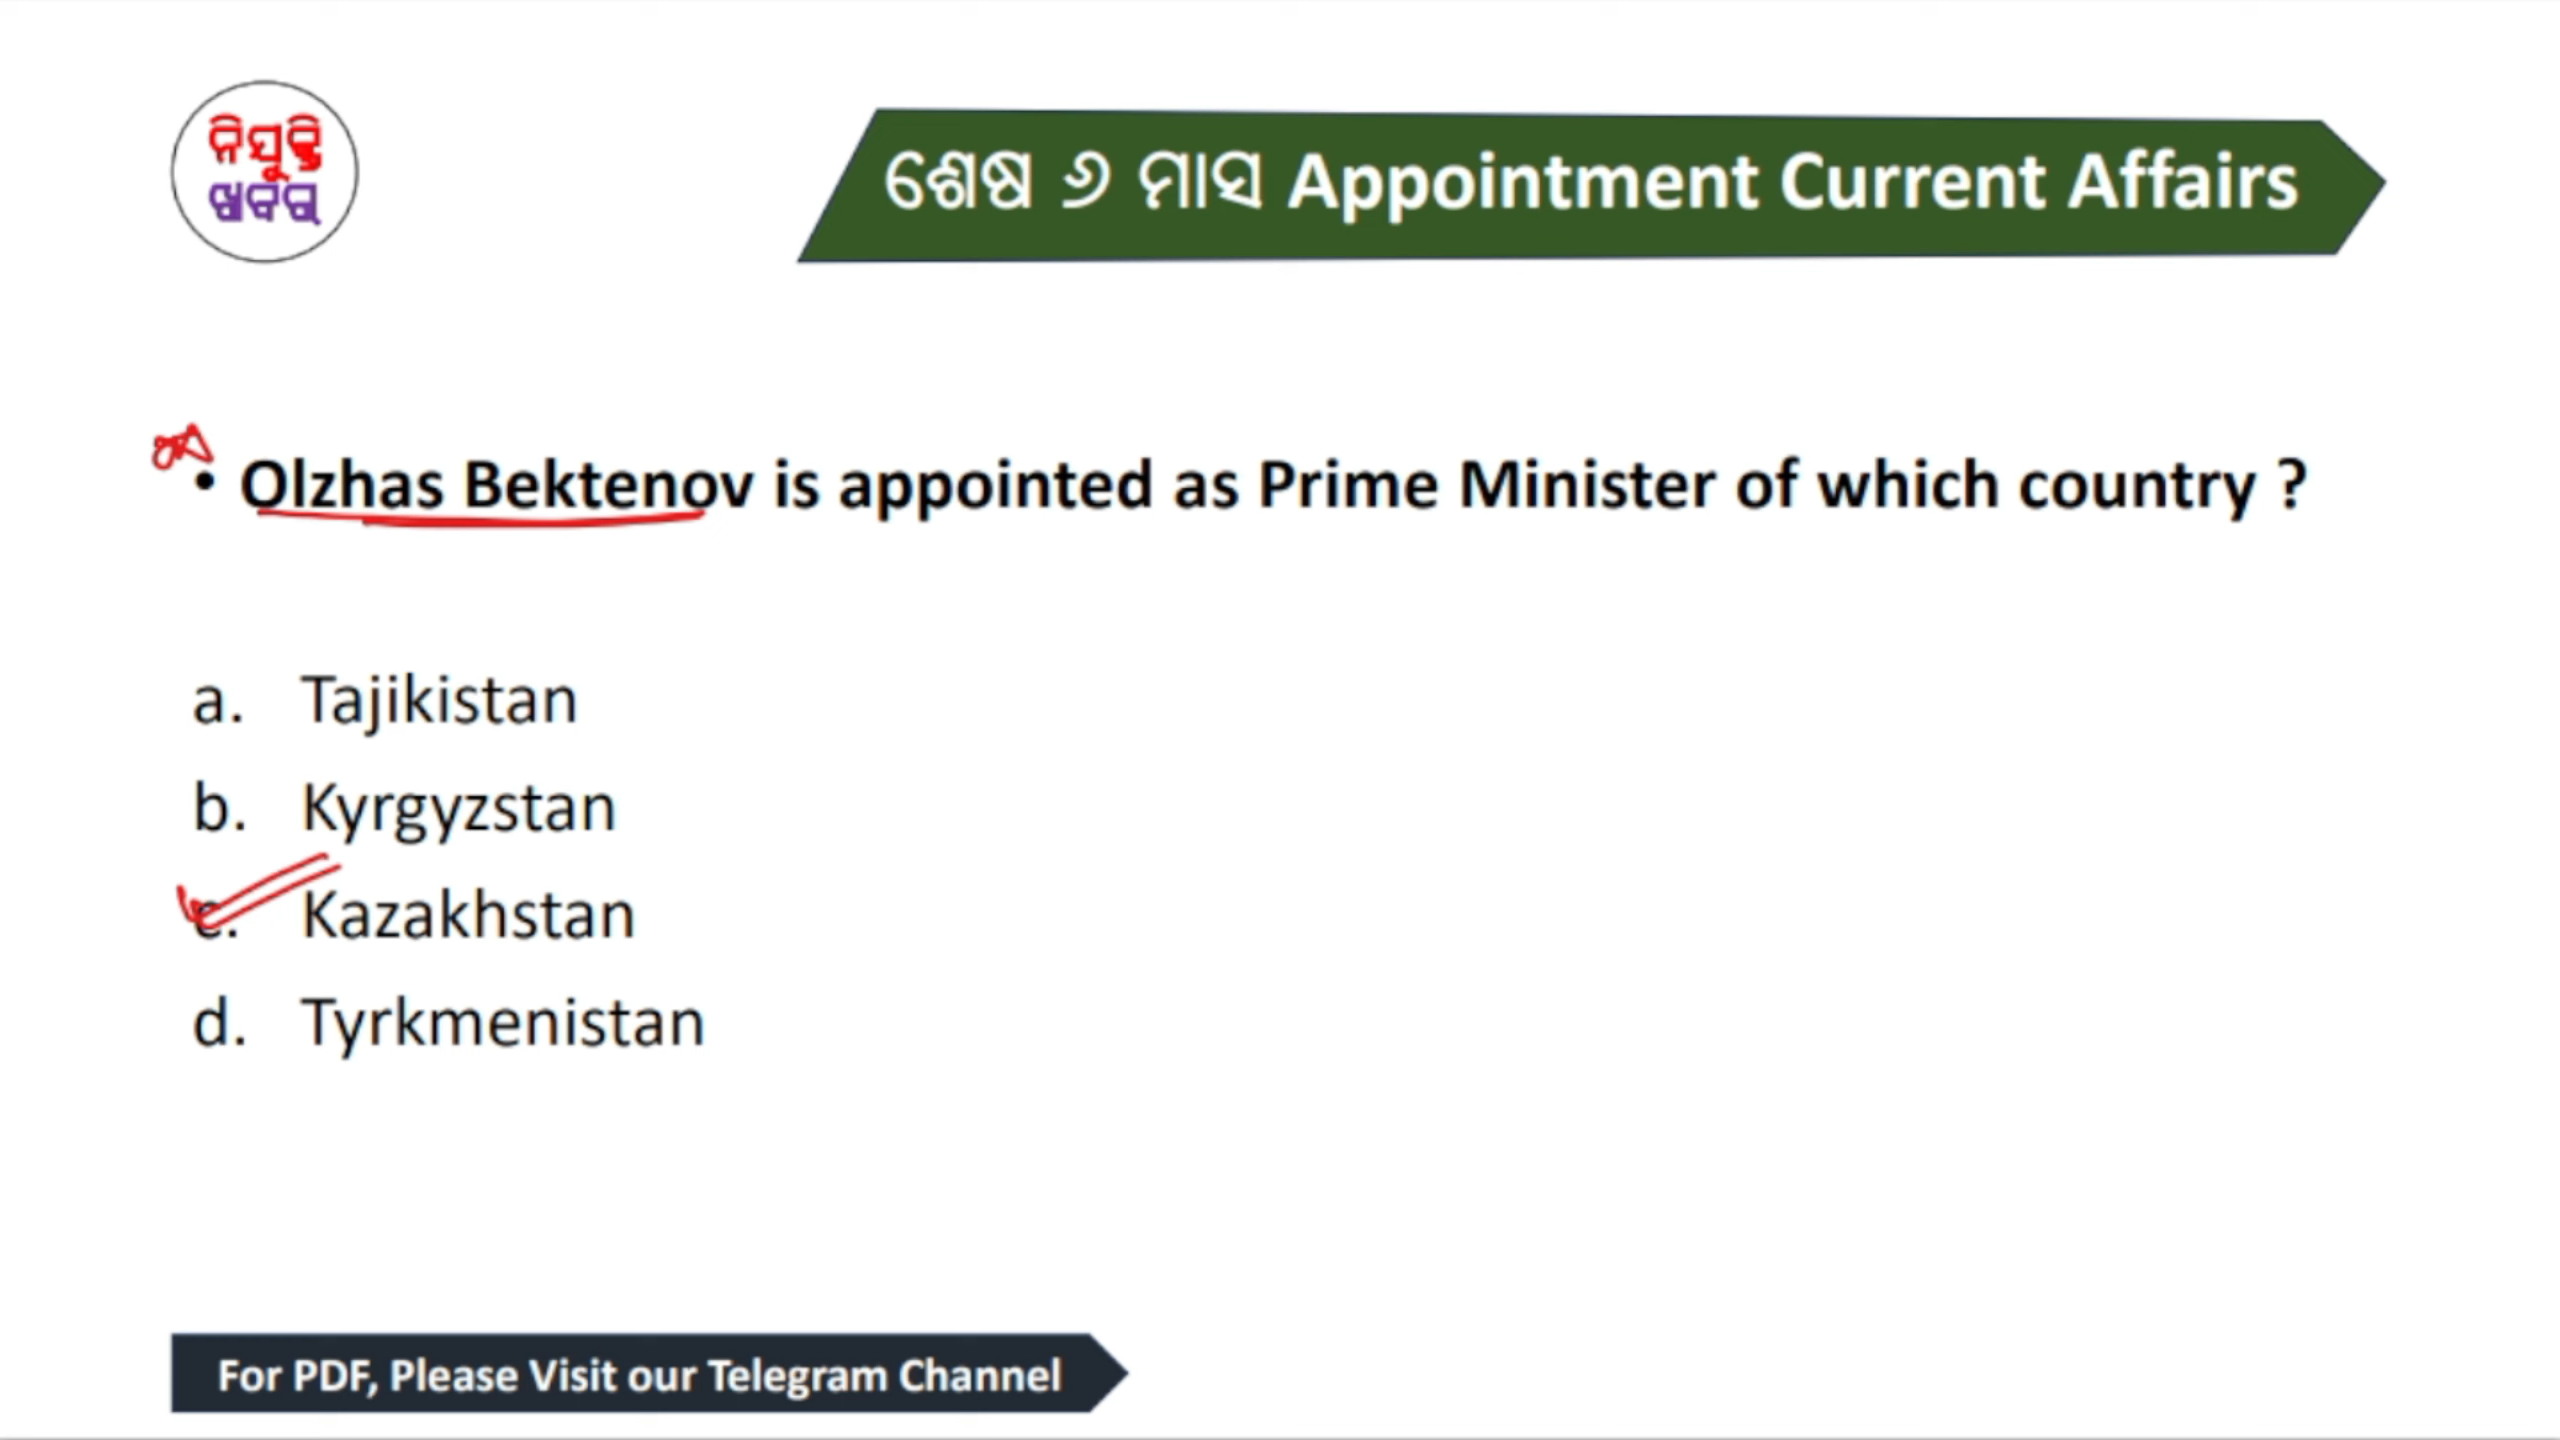 ନିଯୁକ୍ତି
ଖବର
ଶେଷ ୬ ମାସ Appointment Current Affairs
• Olzhas Bektenov is appointed as Prime Minister of which country ?
a. Tajikistan
b. Kyrgyzstan
c. Kazakhstan
d. Tyrkmenistan
For PDF, Please Visit our Telegram Channel